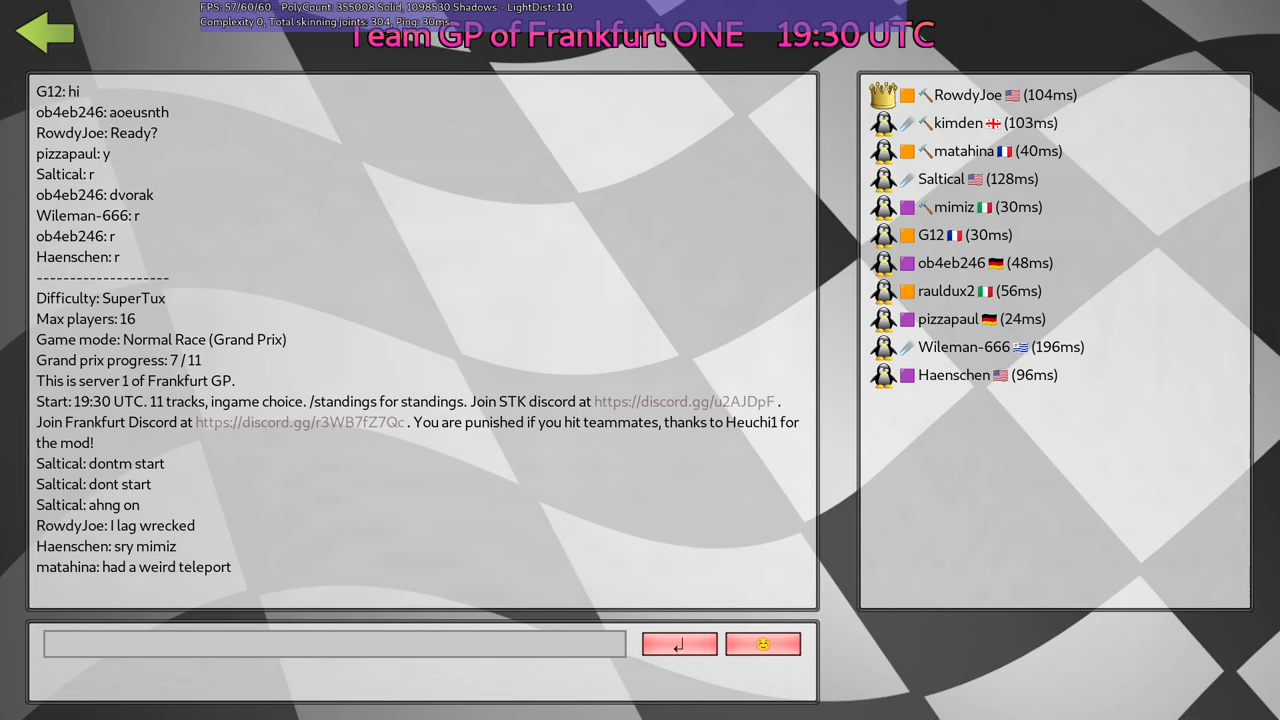 FPS: 57/60/60 - PolyCount: 355008 Solid, 1098530 Shadows - LightDist: 110
Complexity 0, Total skinning joints: 304, Ping: 30ms
Team GP of Frankfurt ONE 19:30 UTC
G12: hi
ob4eb246: aoeusnth
RowdyJoe: Ready?
pizzapaul: y
Saltical: r
ob4eb246: dvorak
Wileman-666: r
ob4eb246: r
Haenschen: r
--------------------
Difficulty: SuperTux
Max players: 16
Game mode: Normal Race (Grand Prix)
Grand prix progress: 7 / 11
This is server 1 of Frankfurt GP.
Start: 19:30 UTC. 11 tracks, ingame choice. /standings for standings. Join STK discord at https://discord.gg/u2AJDpF .
Join Frankfurt Discord at https://discord.gg/r3WB7fZ7Qc . You are punished if you hit teammates, thanks to Heuchi1 for
the mod!
Saltical: dontm start
Saltical: dont start
Saltical: ahng on
RowdyJoe: I lag wrecked
Haenschen: sry mimiz
matahina: had a weird teleport
RowdyJoe (104ms)
kimden (103ms)
matahina (40ms)
Saltical (128ms)
mimiz (30ms)
G12 (30ms)
ob4eb246 (48ms)
rauldux2 (56ms)
pizzapaul (24ms)
Wileman-666 (196ms)
Haenschen (96ms)